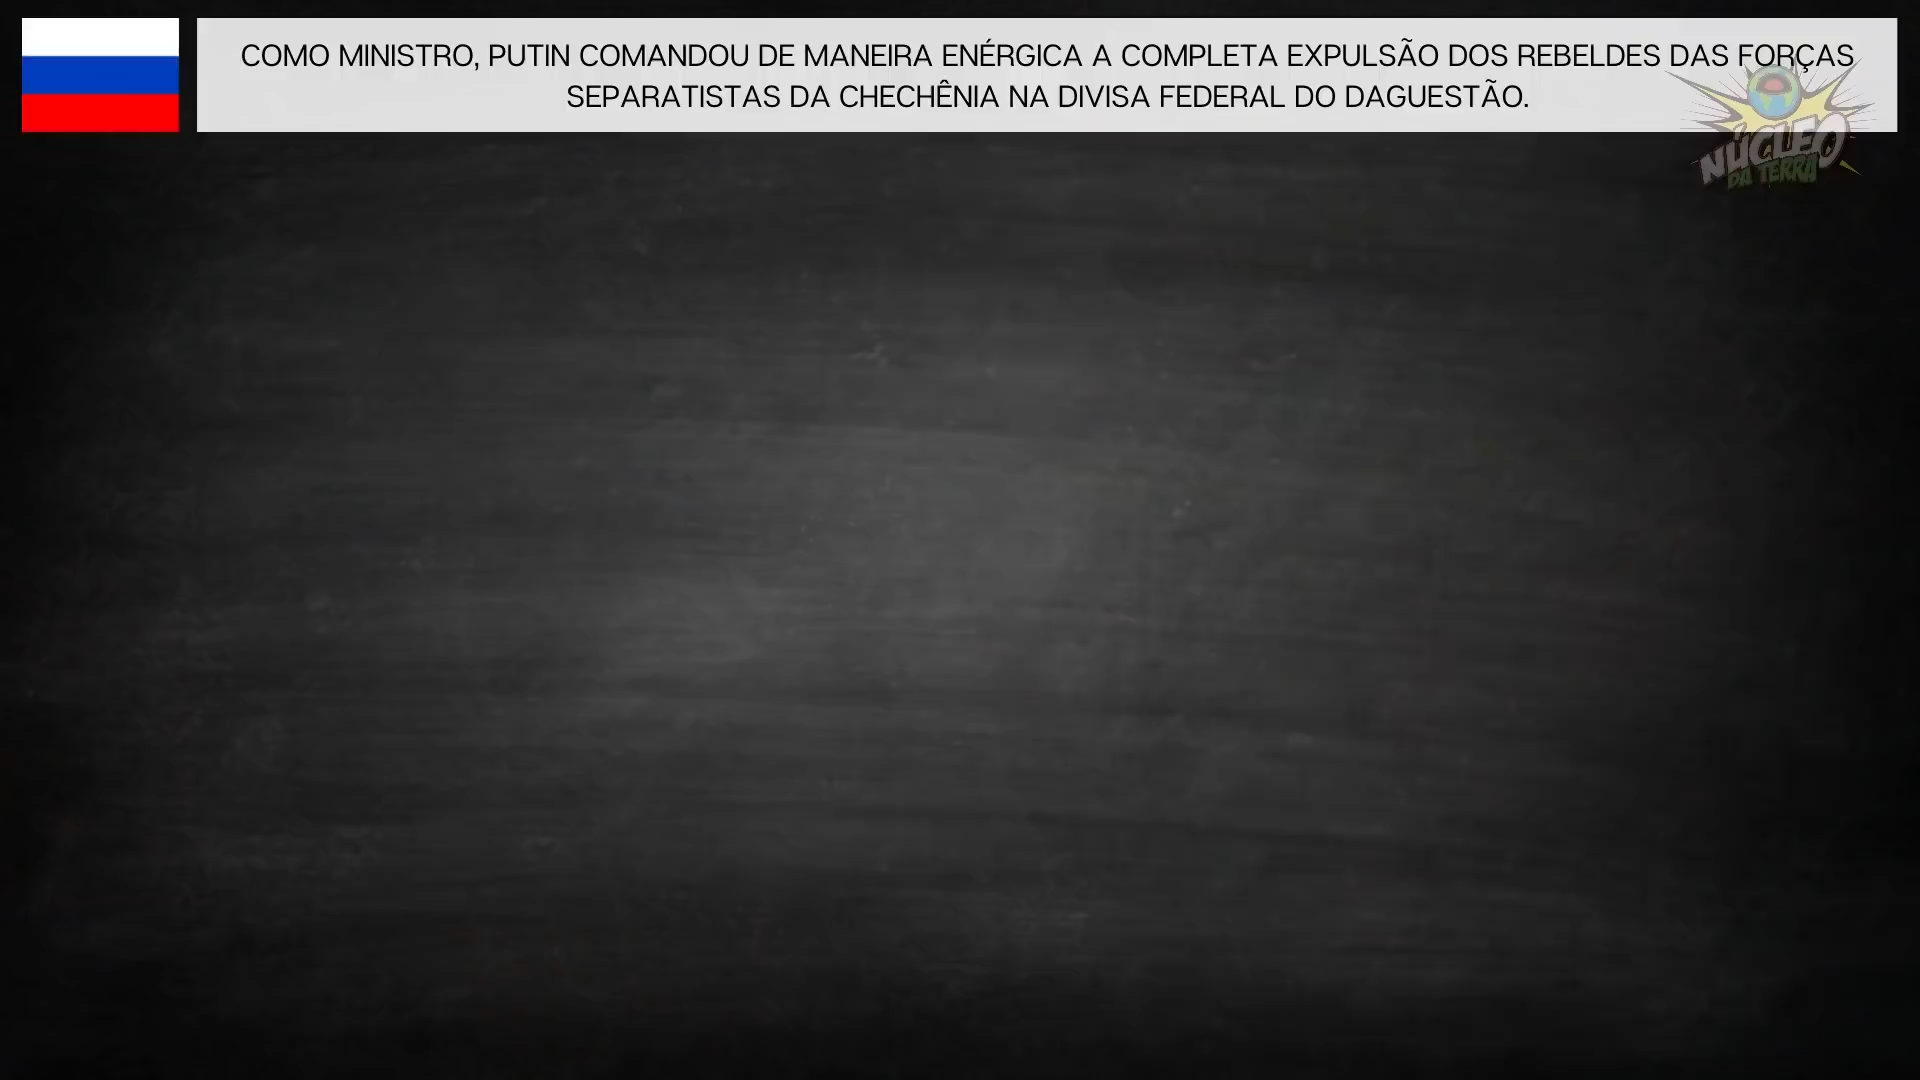 COMO MINISTRO, PUTIN COMANDOU DE MANEIRA ENÉRGICA A COMPLETA EXPULSÃO DOS REBELDES DAS FORÇAS
SEPARATISTAS DA CHECHÊNIA NA DIVISA FEDERAL DO DAGUESTÃO.
NÚCLEO
DA TERRA